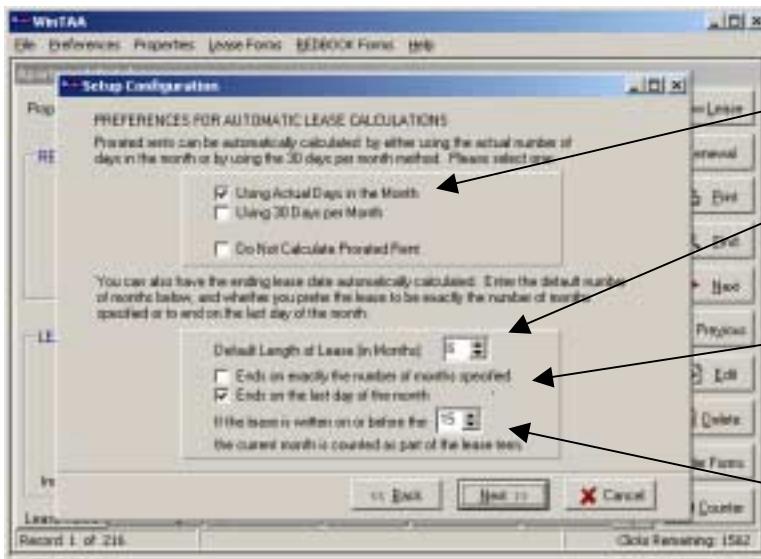 WinTAA
File Preferences Properties Lease Forms REDBOOK Forms Help
Setup Configuration
PREFERENCES FOR AUTOMATIC LEASE CALCULATIONS
Prorated rents can be automatically calculated by either using the actual number of
days in the month or by using the 30 days per month method. Please select one:
Using Actual Days in the Month
Using 30 Days per Month
Do Not Calculate Prorated Rent
You can also have the ending lease date automatically calculated. Enter the default number
of months below, and whether you prefer the lease to be exactly the number of months
specified or to end on the last day of the month.
Default Length of Lease (in Months) 6
Ends on exactly the number of months specified
Ends on the last day of the month
If the lease is written on or before the 15
the current month is counted as part of the lease term.
<< Back Next >> Cancel
Prop
RE
LE
Lease
Renewal
Print
Find
Next
Previous
Edit
Delete
Forms
Counter
Record 1 of 216 Clicks Remaining: 1582